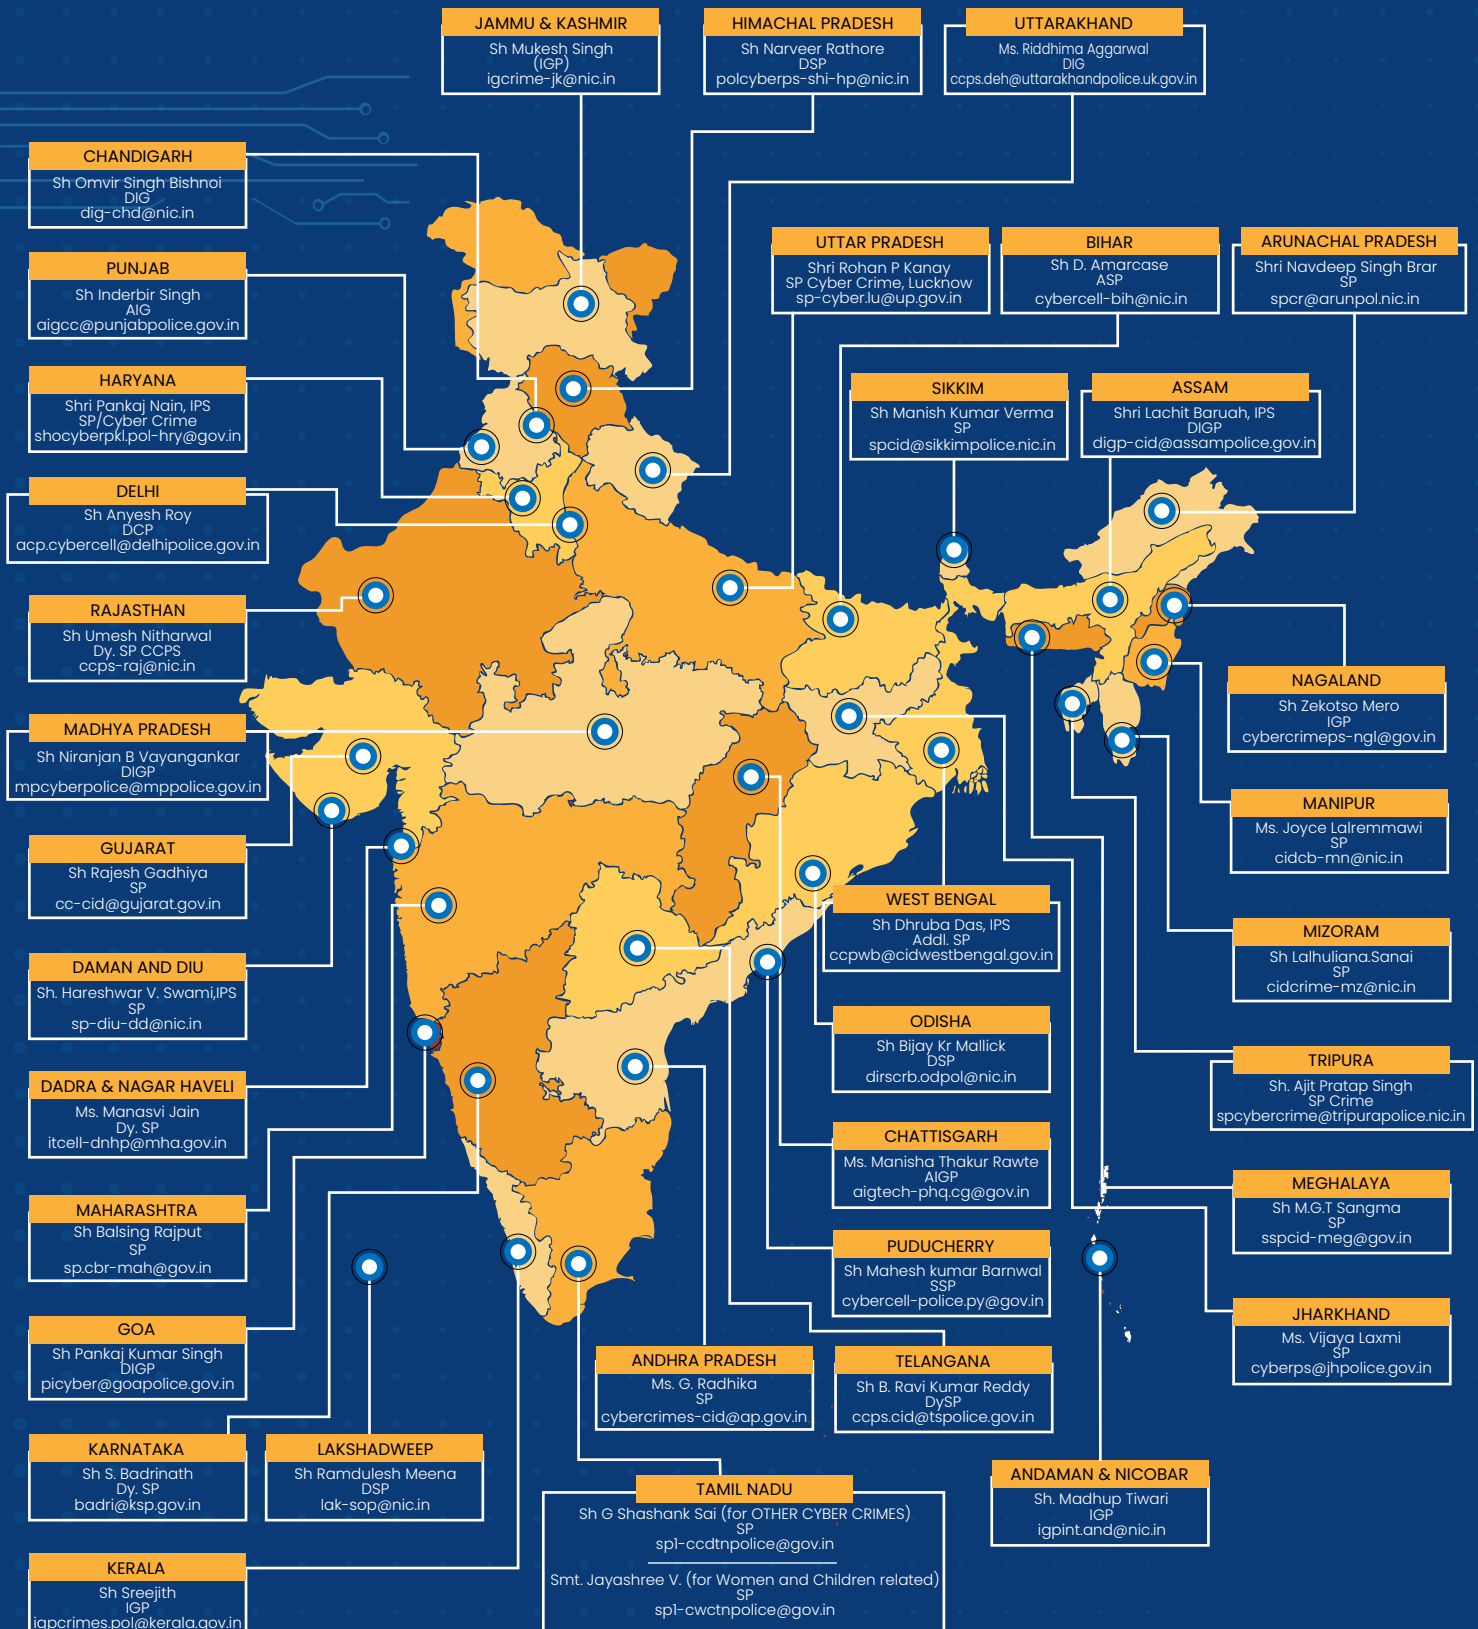 JAMMU & KASHMIR
Sh Mukesh Singh
(IGP)
igcrime-jk@nic.in
HIMACHAL PRADESH
Sh Narveer Rathore
DSP
polcyberps-shi-hp@nic.in
UTTARAKHAND
Ms. Riddhima Aggarwal
DIG
ccps.deh@uttarakhandpolice.uk.gov.in
CHANDIGARH
Sh Omvir Singh Bishnoi
DIG
dig-chd@nic.in
PUNJAB
Sh Inderbir Singh
AIG
aigcc@punjabpolice.gov.in
HARYANA
Shri Pankaj Nain, IPS
SP/Cyber Crime
shocyberpkl.pol-hry@gov.in
DELHI
Sh Anyesh Roy
DCP
acp.cybercell@delhipolice.gov.in
RAJASTHAN
Sh Umesh Nitharwal
Dy. SP CCPS
ccps-raj@nic.in
MADHYA PRADESH
Sh Niranjan B Vayangankar
DIGP
mpcyberpolice@mppolice.gov.in
GUJARAT
Sh Rajesh Gadhiya
SP
cc-cid@gujarat.gov.in
DAMAN AND DIU
Sh. Hareshwar V. Swami,IPS
SP
sp-diu-dd@nic.in
DADRA & NAGAR HAVELI
Ms. Manasvi Jain
Dy. SP
itcell-dnhp@mha.gov.in
MAHARASHTRA
Sh Balsing Rajput
SP
sp.cbr-mah@gov.in
GOA
Sh Pankaj Kumar Singh
DIGP
picyber@goapolice.gov.in
KARNATAKA
Sh S. Badrinath
Dy. SP
badri@ksp.gov.in
LAKSHADWEEP
Sh Ramdulesh Meena
DSP
lak-sop@nic.in
KERALA
Sh Sreejith
IGP
igpcrimes.pol@kerala.gov.in
UTTAR PRADESH
Shri Rohan P Kanay
SP Cyber Crime, Lucknow
sp-cyber.lu@up.gov.in
BIHAR
Sh D. Amarcase
ASP
cybercell-bih@nic.in
ARUNACHAL PRADESH
Shri Navdeep Singh Brar
SP
spcr@arunpol.nic.in
SIKKIM
Sh Manish Kumar Verma
SP
spcid@sikkimpolice.nic.in
ASSAM
Shri Lachit Baruah, IPS
DIGP
digp-cid@assampolice.gov.in
NAGALAND
Sh Zekotso Mero
IGP
cybercrimeps-ngl@gov.in
MANIPUR
Ms. Joyce Lalremmawi
SP
cidcb-mn@nic.in
WEST BENGAL
Sh Dhruba Das, IPS
Addl. SP
ccpwb@cidwestbengal.gov.in
MIZORAM
Sh Lalhuliana.Sanai
SP
cidcrime-mz@nic.in
ODISHA
Sh Bijay Kr Mallick
DSP
dirscrb.odpol@nic.in
TRIPURA
Sh. Ajit Pratap Singh
SP Crime
spcybercrime@tripurapolice.nic.in
CHATTISGARH
Ms. Manisha Thakur Rawte
AIGP
aigtech-phq.cg@gov.in
MEGHALAYA
Sh M.G.T Sangma
SP
sspcid-meg@gov.in
PUDUCHERRY
Sh Mahesh kumar Barnwal
SSP
cybercell-police.py@gov.in
JHARKHAND
Ms. Vijaya Laxmi
SP
cyberps@jhpolice.gov.in
ANDHRA PRADESH
Ms. G. Radhika
SP
cybercrimes-cid@ap.gov.in
TELANGANA
Sh B. Ravi Kumar Reddy
DySP
ccps.cid@tspolice.gov.in
TAMIL NADU
Sh G Shashank Sai (for OTHER CYBER CRIMES)
SP
sp1-ccdtnpolice@gov.in
Smt. Jayashree V. (for Women and Children related)
SP
sp1-cwctnpolice@gov.in
ANDAMAN & NICOBAR
Sh. Madhup Tiwari
IGP
igpint.and@nic.in